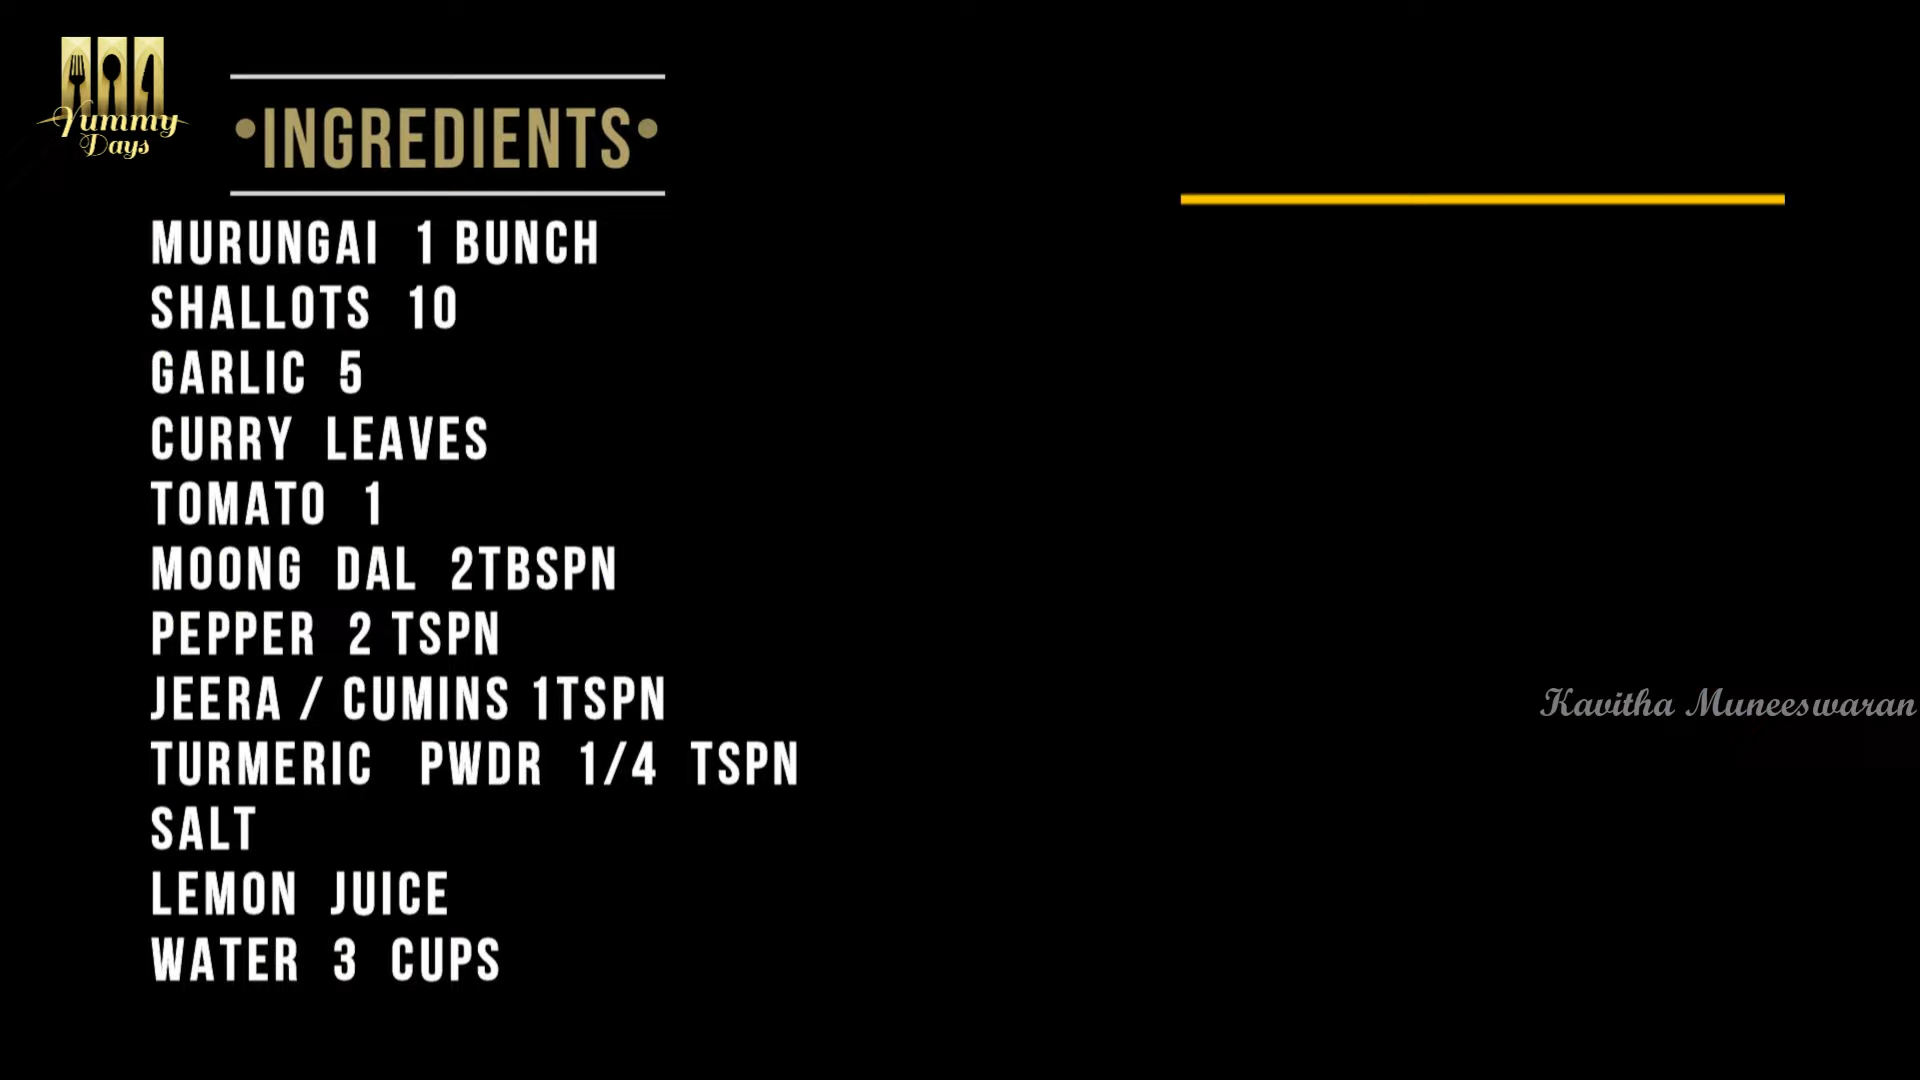 Yummy
Days
•INGREDIENTS•
MURUNGAI 1 BUNCH
SHALLOTS 10
GARLIC 5
CURRY LEAVES
TOMATO 1
MOONG DAL 2TBSPN
PEPPER 2 TSPN
JEERA / CUMINS 1TSPN
TURMERIC PWDR 1/4 TSPN
SALT
LEMON JUICE
WATER 3 CUPS
Kavitha Muneeswaran